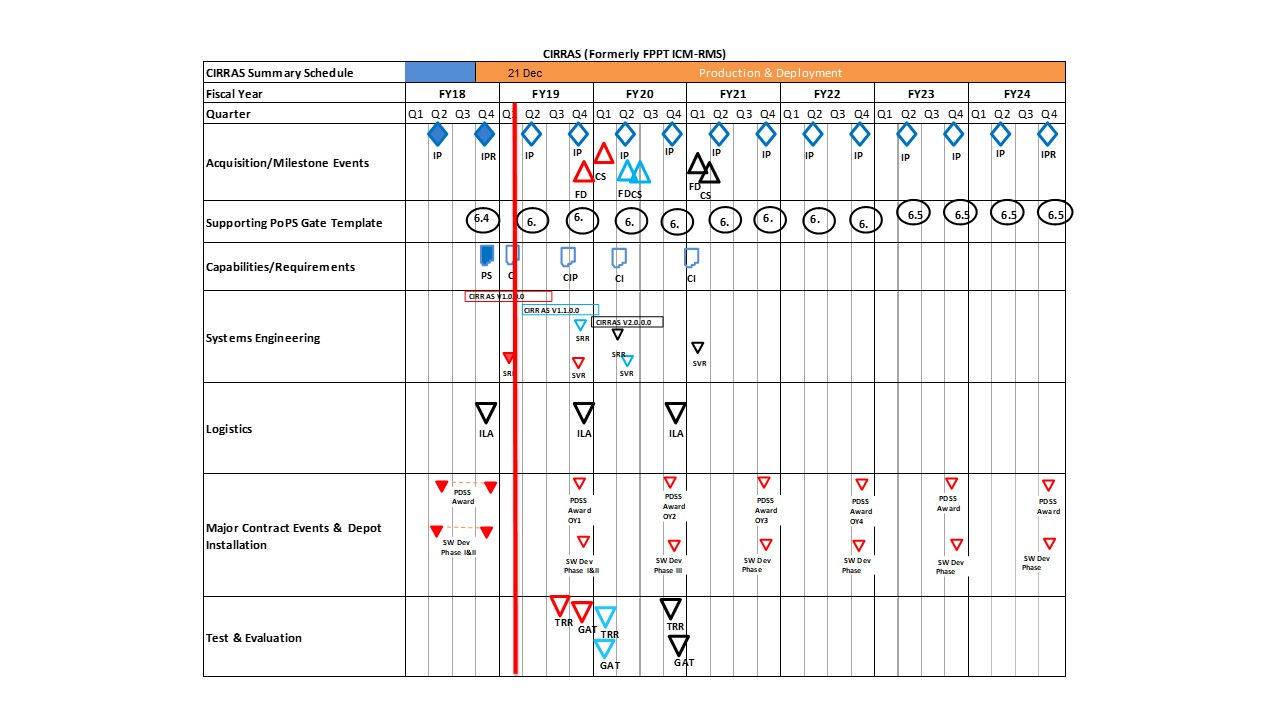 CIRRAS (Formerly FPPT ICM-RMS)
CIRRAS Summary Schedule 21 Dec Production & Deployment
Fiscal Year FY18 FY19 FY20 FY21 FY22 FY23 FY24
Quarter Q1 Q2 Q3 Q4 Q1 Q2 Q3 Q4 Q1 Q2 Q3 Q4 Q1 Q2 Q3 Q4 Q1 Q2 Q3 Q4 Q1 Q2 Q3 Q4 Q1 Q2 Q3 Q4
IP IPR IP IP IP IP IP IP IP IP IP IP IP IPR
Acquisition/Milestone Events
CS
FD FD CS FD CS
Supporting PoPS Gate Template 6.4 6. 6. 6. 6. 6. 6. 6. 6. 6.5 6.5 6.5 6.5
Capabilities/Requirements
PS CIP CI CI
CIRRAS V1.0.0.0
CIRRAS V1.1.0.0
CIRRAS V2.0.0.0
Systems Engineering
SRR
SRR
SVR
SVR SVR
Logistics
ILA ILA ILA
PDSS
Award
PDSS
Award
OY1
PDSS
Award
OY2
PDSS
Award
OY3
PDSS
Award
OY4
PDSS
Award
PDSS
Award
Major Contract Events & Depot
Installation
SW Dev
Phase I&II
SW Dev
Phase I&II
SW Dev
Phase III
SW Dev
Phase
SW Dev
Phase
SW Dev
Phase
SW Dev
Phase
Test & Evaluation
TRR GAT TRR TRR
GAT GAT